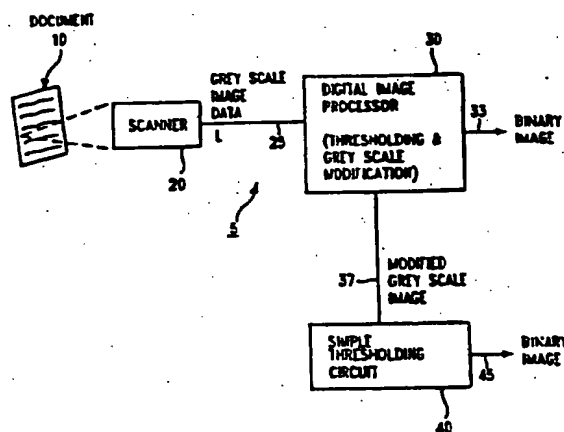 DOCUMENT
10
SCANNER
20
GREY SCALE
IMAGE
DATA
L
25
5
30
DIGITAL IMAGE
PROCESSOR
(THRESHOLDING &
GREY SCALE
MODIFICATION)
33
BINARY
IMAGE
37
MODIFIED
GREY SCALE
IMAGE
SIMPLE
THRESHOLDING
CIRCUIT
40
45
BINARY
IMAGE